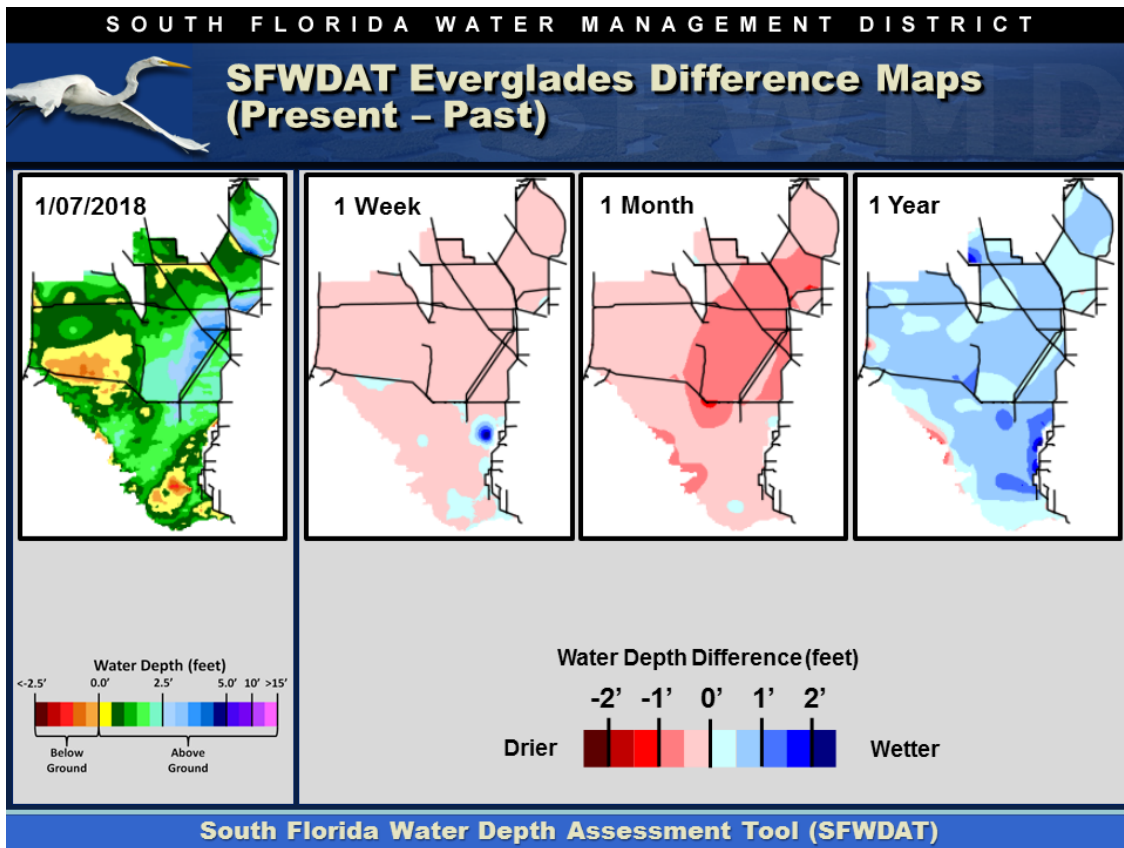 SOUTH FLORIDA WATER MANAGEMENT DISTRICT
SFWDAT Everglades Difference Maps
(Present – Past)
SFWMD
1/07/2018
1 Week
1 Month
1 Year
Water Depth (feet)
<-2.5’ 0.0’ 2.5’ 5.0’ 10’ >15’
Below
Ground
Above
Ground
Water Depth Difference (feet)
-2’ -1’ 0’ 1’ 2’
Drier
Wetter
South Florida Water Depth Assessment Tool (SFWDAT)